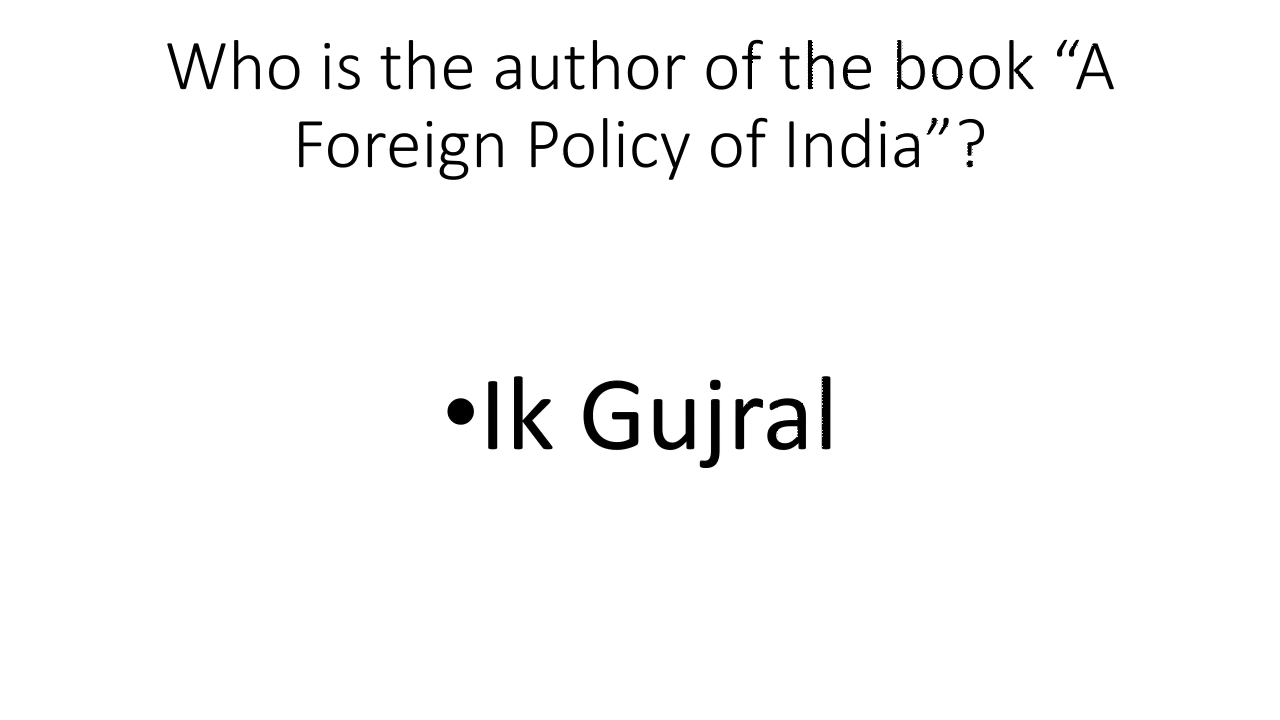 Who is the author of the book “A
Foreign Policy of India”?
•Ik Gujral